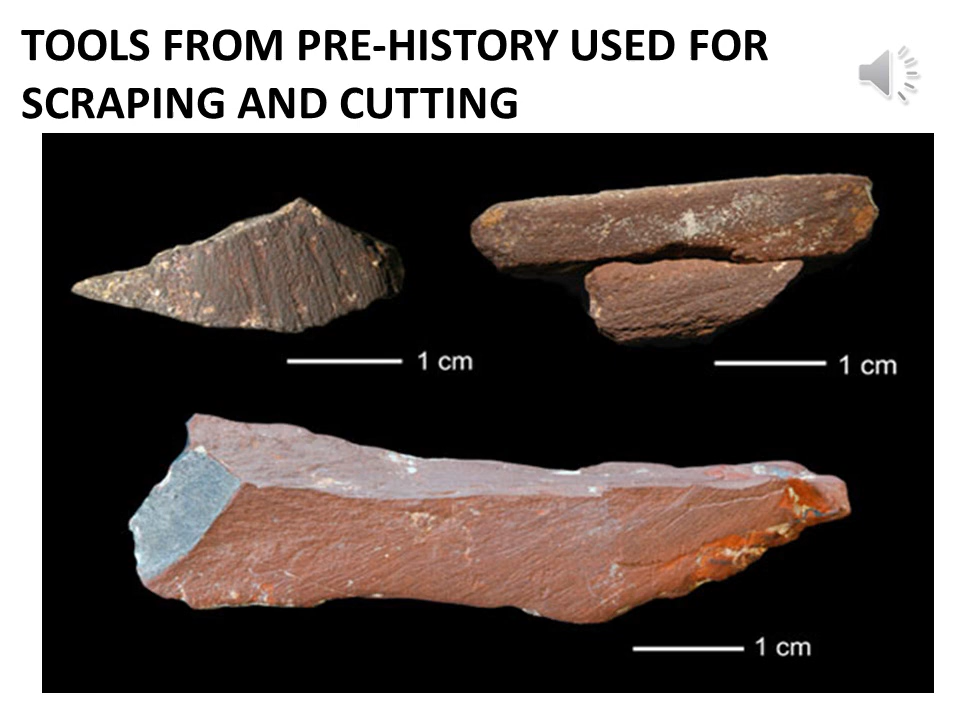 TOOLS FROM PRE-HISTORY USED FOR
SCRAPING AND CUTTING
1 cm
1 cm
1 cm